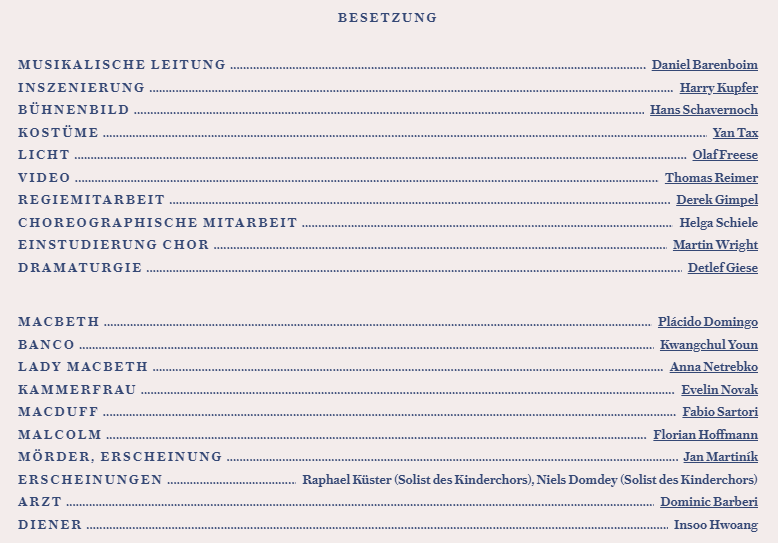 BESETZUNG
MUSIKALISCHE LEITUNG Daniel Barenboim
INSZENIERUNG Harry Kupfer
BÜHNENBILD Hans Schavernoch
KOSTÜME Yan Tax
LICHT Olaf Freese
VIDEO Thomas Reimer
REGIEMITARBEIT Derek Gimpel
CHOREOGRAPHISCHE MITARBEIT Helga Schiele
EINSTUDIERUNG CHOR Martin Wright
DRAMATURGIE Detlef Giese
MACBETH Plácido Domingo
BANCO Kwangchul Youn
LADY MACBETH Anna Netrebko
KAMMERFRAU Evelin Novak
MACDUFF Fabio Sartori
MALCOLM Florian Hoffmann
MÖRDER, ERSCHEINUNG Jan Martiník
ERSCHEINUNGEN Raphael Küster (Solist des Kinderchors), Niels Domdey (Solist des Kinderchors)
ARZT Dominic Barberi
DIENER Insoo Hwoang